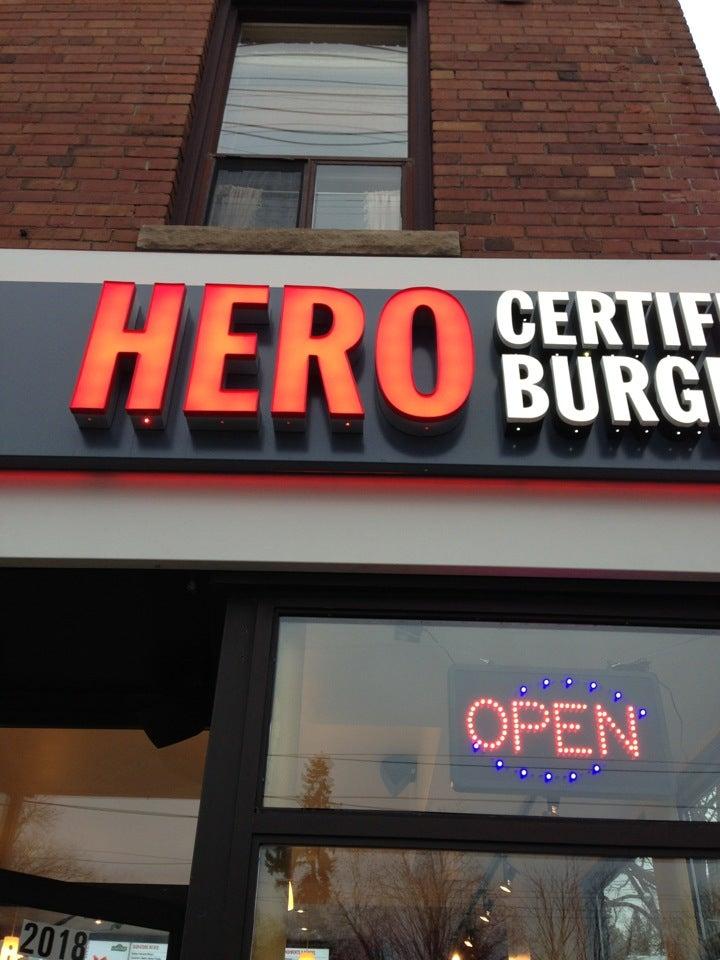 HERO CERTIF
BURG
OPEN
2018